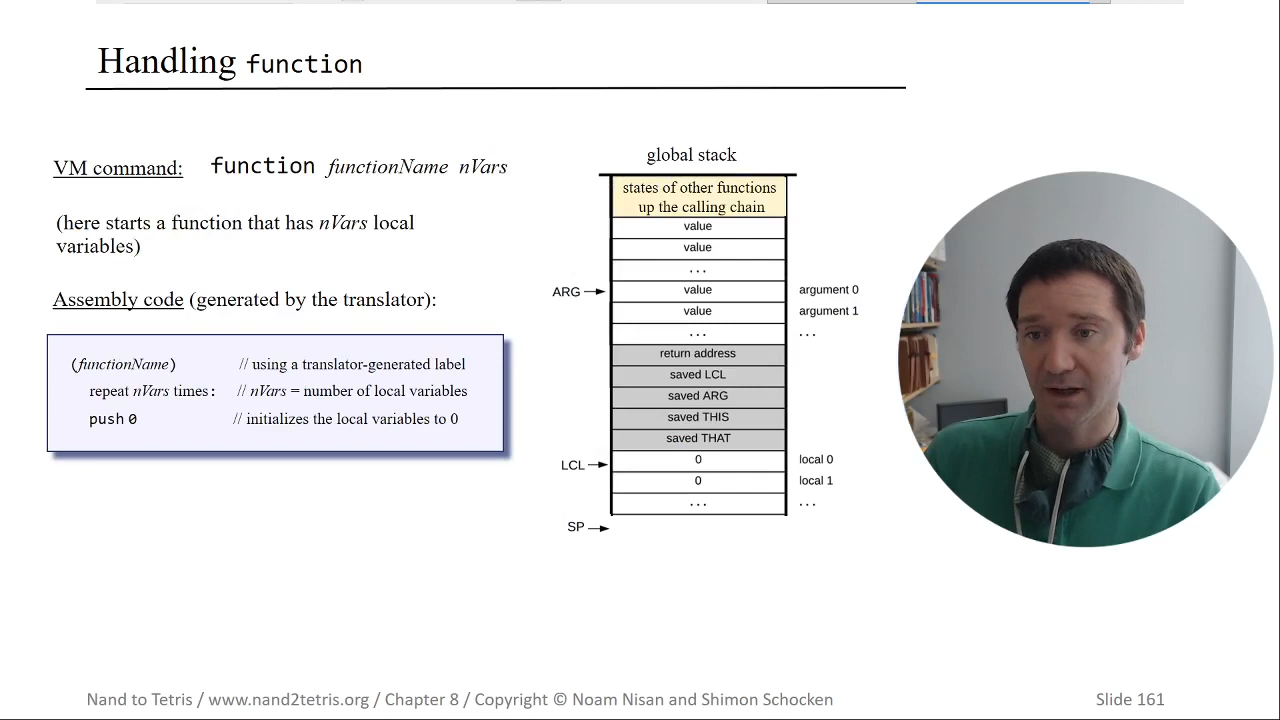 Handling function
VM command: function functionName nVars
(here starts a function that has nVars local
variables)
Assembly code (generated by the translator):
(functionName) // using a translator-generated label
repeat nVars times: // nVars = number of local variables
push 0 // initializes the local variables to 0
global stack
states of other functions
up the calling chain
value
value
...
ARG value argument 0
value argument 1
... ...
return address
saved LCL
saved ARG
saved THIS
saved THAT
LCL 0 local 0
0 local 1
... ...
SP
Nand to Tetris / www.nand2tetris.org / Chapter 8 / Copyright © Noam Nisan and Shimon Schocken
Slide 161